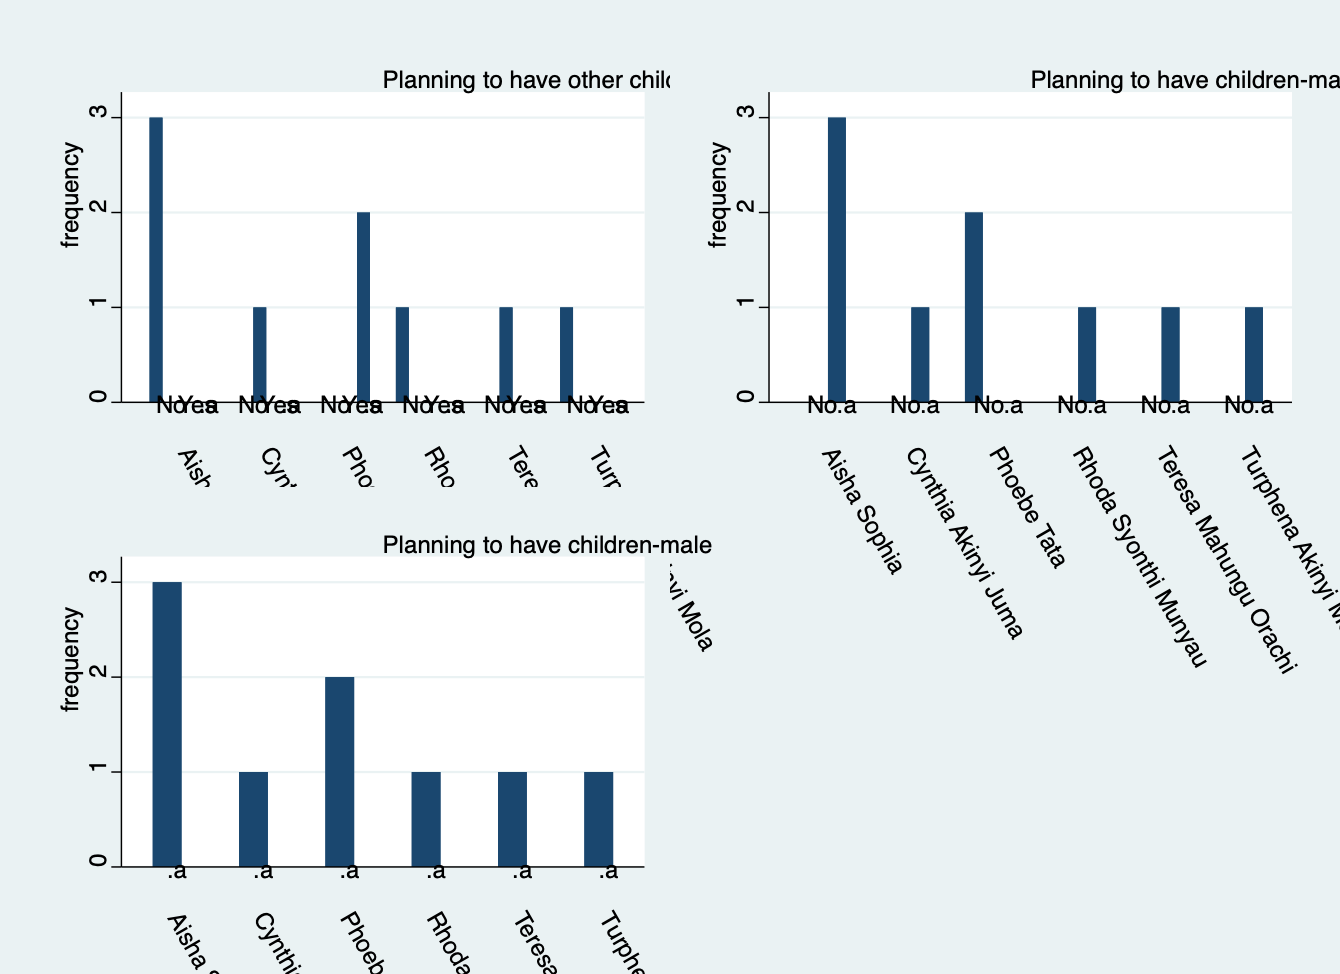 Planning to have other chil
frequency
3
2
1
0
No Yes .a No Yes .a No Yes .a No Yes .a No Yes .a No Yes .a
Aish Cyn Pho Rho Tere Turp
Planning to have children-ma
frequency
3
2
1
0
No .a No .a No .a No .a No .a No .a
Aisha Sophia
Cynthia Akinyi Juma
Phoebe Tata
Rhoda Syonthi Munyau
Teresa Mahungu Orachi
Turphena Akinyi M
Planning to have children-male
frequency
3
2
1
0
.a .a .a .a .a .a
Aisha Cynthi Phoeb Rhoda Teresa Turphe
Mola